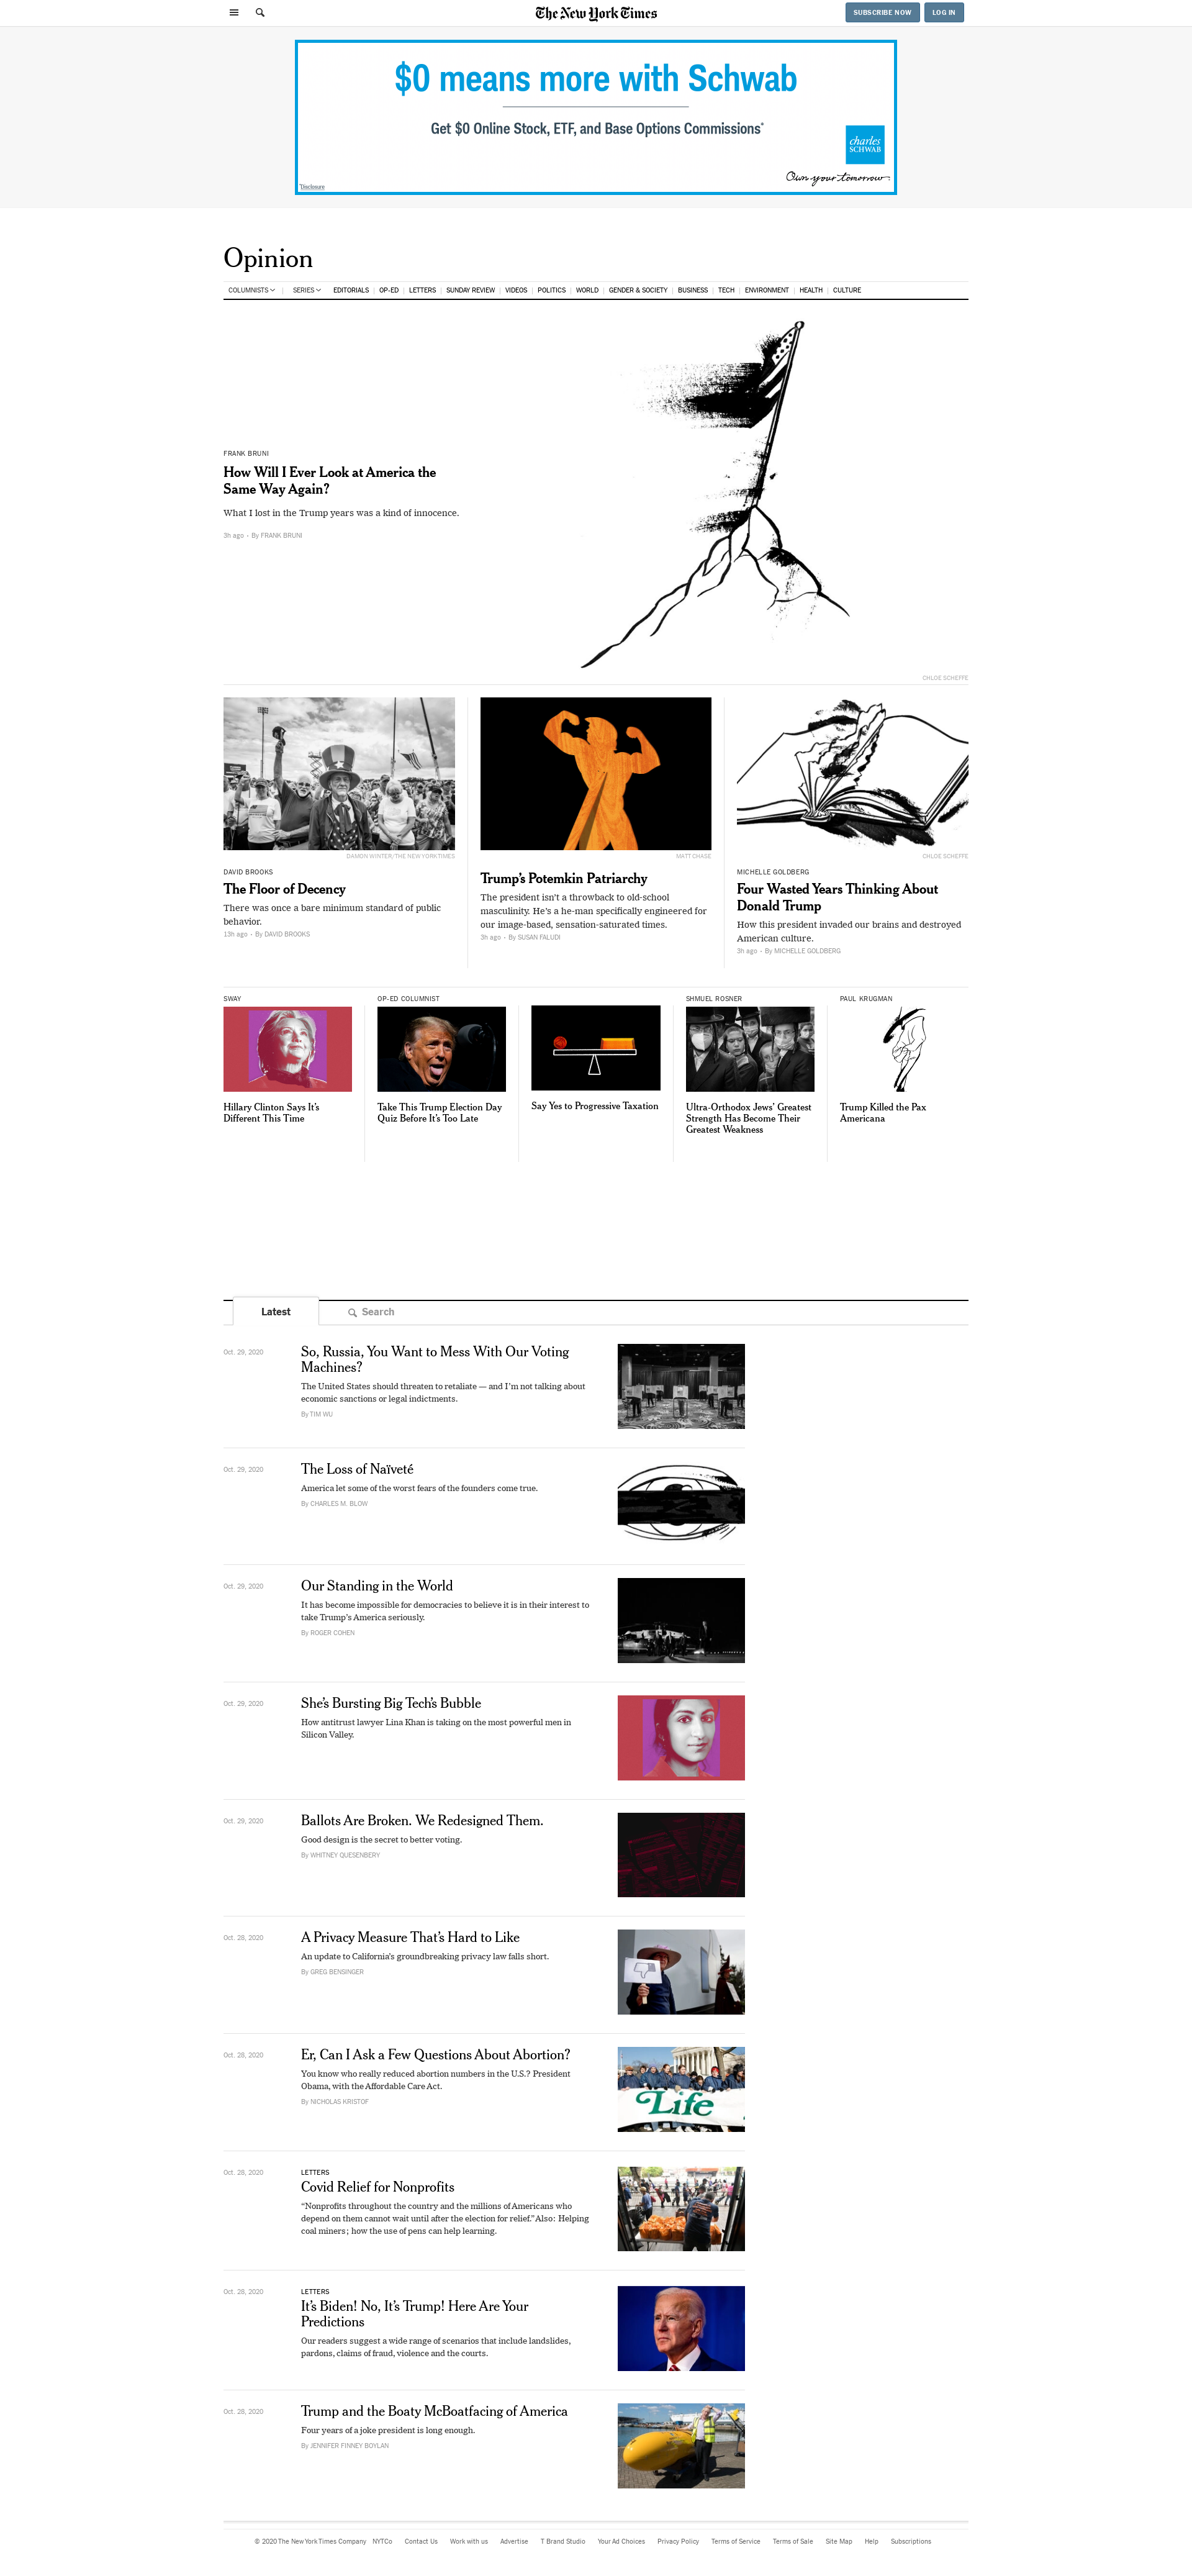 The New York Times
SUBSCRIBE NOW
LOG IN
$0 means more with Schwab
Get $0 Online Stock, ETF, and Base Options Commissions*
charles
SCHWAB
Own your tomorrow.
*Disclosure
Opinion
COLUMNISTS | SERIES EDITORIALS | OP-ED | LETTERS | SUNDAY REVIEW | VIDEOS | POLITICS | WORLD | GENDER & SOCIETY | BUSINESS | TECH | ENVIRONMENT | HEALTH | CULTURE
FRANK BRUNI
How Will I Ever Look at America the
Same Way Again?
What I lost in the Trump years was a kind of innocence.
3h ago · By FRANK BRUNI
CHLOE SCHEFFE
DAMON WINTER/THE NEW YORK TIMES
DAVID BROOKS
The Floor of Decency
There was once a bare minimum standard of public
behavior.
13h ago · By DAVID BROOKS
MATT CHASE
Trump’s Potemkin Patriarchy
The president isn’t a throwback to old-school
masculinity. He’s a he-man specifically engineered for
our image-based, sensation-saturated times.
3h ago · By SUSAN FALUDI
CHLOE SCHEFFE
MICHELLE GOLDBERG
Four Wasted Years Thinking About
Donald Trump
How this president invaded our brains and destroyed
American culture.
3h ago · By MICHELLE GOLDBERG
SWAY
Hillary Clinton Says It’s
Different This Time
OP-ED COLUMNIST
Take This Trump Election Day
Quiz Before It’s Too Late
Say Yes to Progressive Taxation
SHMUEL ROSNER
Ultra-Orthodox Jews’ Greatest
Strength Has Become Their
Greatest Weakness
PAUL KRUGMAN
Trump Killed the Pax
Americana
Latest
Search
Oct. 29, 2020
So, Russia, You Want to Mess With Our Voting
Machines?
The United States should threaten to retaliate — and I’m not talking about
economic sanctions or legal indictments.
By TIM WU
Oct. 29, 2020
The Loss of Naïveté
America let some of the worst fears of the founders come true.
By CHARLES M. BLOW
Oct. 29, 2020
Our Standing in the World
It has become impossible for democracies to believe it is in their interest to
take Trump’s America seriously.
By ROGER COHEN
Oct. 29, 2020
She’s Bursting Big Tech’s Bubble
How antitrust lawyer Lina Khan is taking on the most powerful men in
Silicon Valley.
Oct. 29, 2020
Ballots Are Broken. We Redesigned Them.
Good design is the secret to better voting.
By WHITNEY QUESENBERY
Oct. 28, 2020
A Privacy Measure That’s Hard to Like
An update to California’s groundbreaking privacy law falls short.
By GREG BENSINGER
Oct. 28, 2020
Er, Can I Ask a Few Questions About Abortion?
You know who really reduced abortion numbers in the U.S.? President
Obama, with the Affordable Care Act.
By NICHOLAS KRISTOF
Life
Oct. 28, 2020
LETTERS
Covid Relief for Nonprofits
“Nonprofits throughout the country and the millions of Americans who
depend on them cannot wait until after the election for relief.” Also: Helping
coal miners; how the use of pens can help learning.
Oct. 28, 2020
LETTERS
It’s Biden! No, It’s Trump! Here Are Your
Predictions
Our readers suggest a wide range of scenarios that include landslides,
pardons, claims of fraud, violence and the courts.
Oct. 28, 2020
Trump and the Boaty McBoatfacing of America
Four years of a joke president is long enough.
By JENNIFER FINNEY BOYLAN
© 2020 The New York Times Company NYTCo Contact Us Work with us Advertise T Brand Studio Your Ad Choices Privacy Policy Terms of Service Terms of Sale Site Map Help Subscriptions